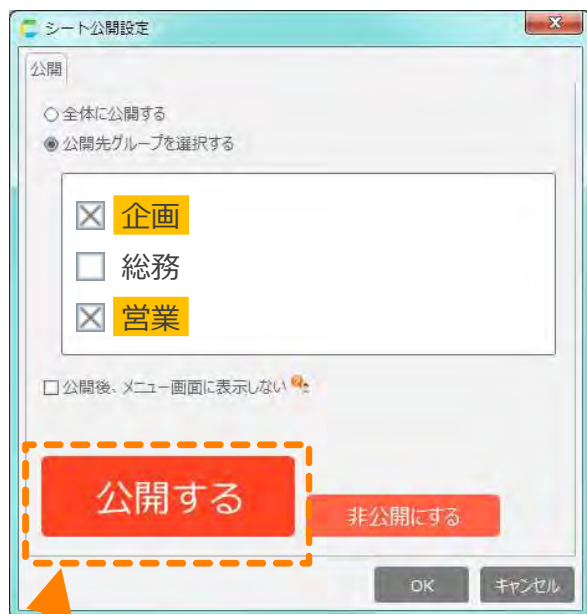 シート公開設定
公開
全体に公開する
公開先グループを選択する
企画
総務
営業
公開後、メニュー画面に表示しない
公開する
非公開にする
OK
キャンセル